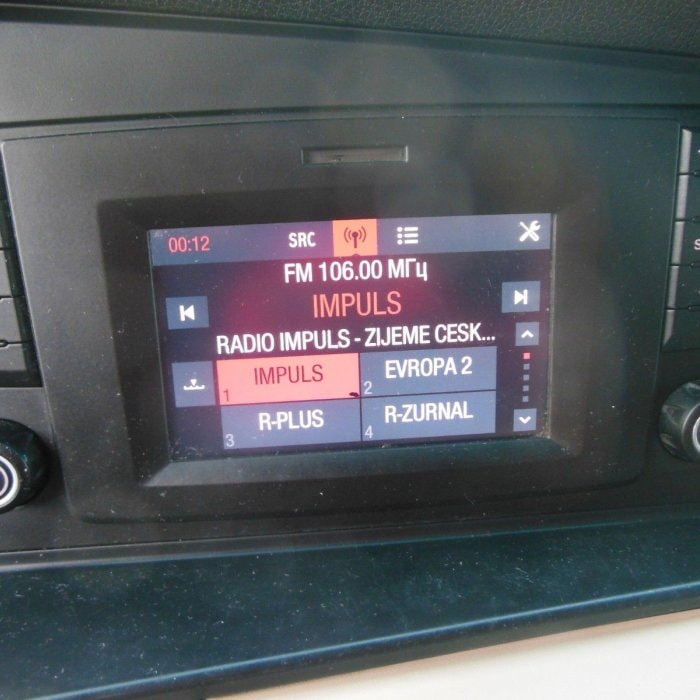 00:12 SRC
FM 106.00 МГц
IMPULS
RADIO IMPULS - ZIJEME CESK...
IMPULS
1
EVROPA 2
2
R-PLUS
3
R-ZURNAL
4